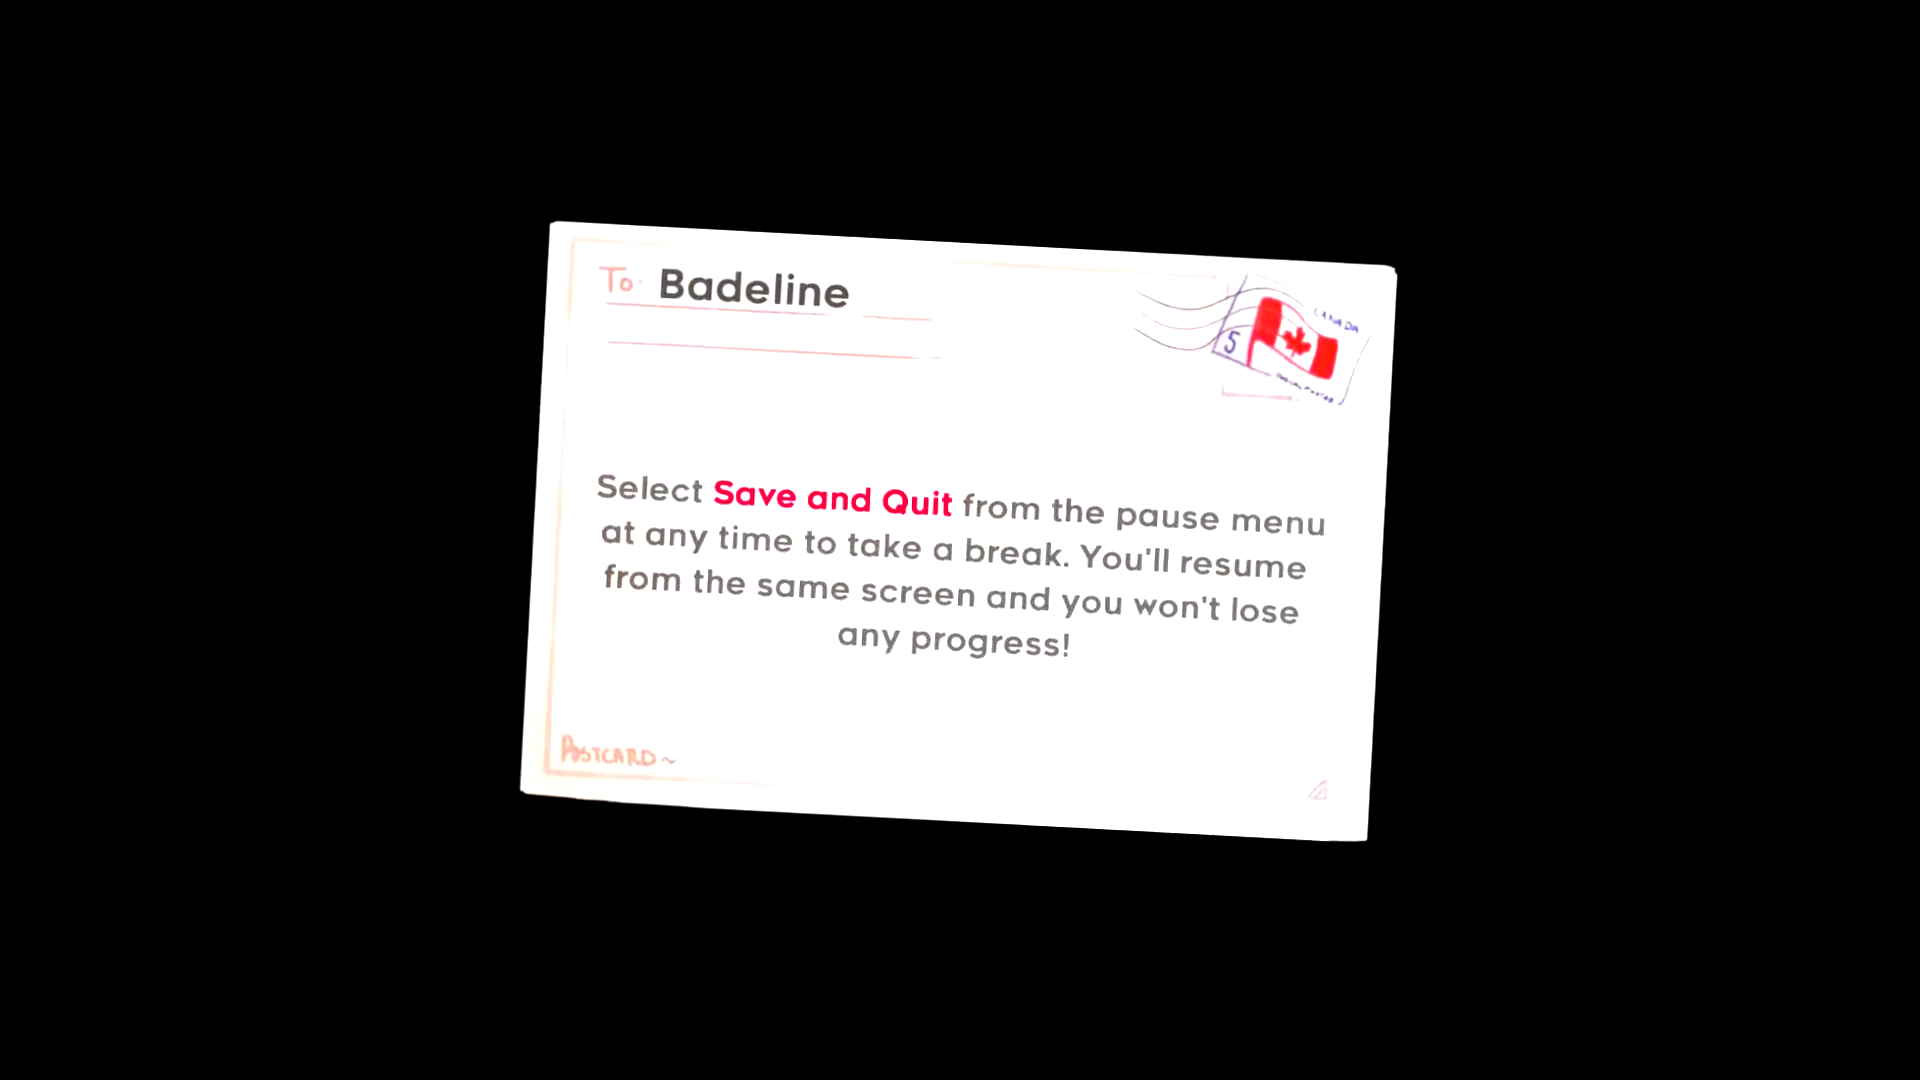 To: Badeline
CANADA
5
Select Save and Quit from the pause menu
at any time to take a break. You'll resume
from the same screen and you won't lose
any progress!
POSTCARD~